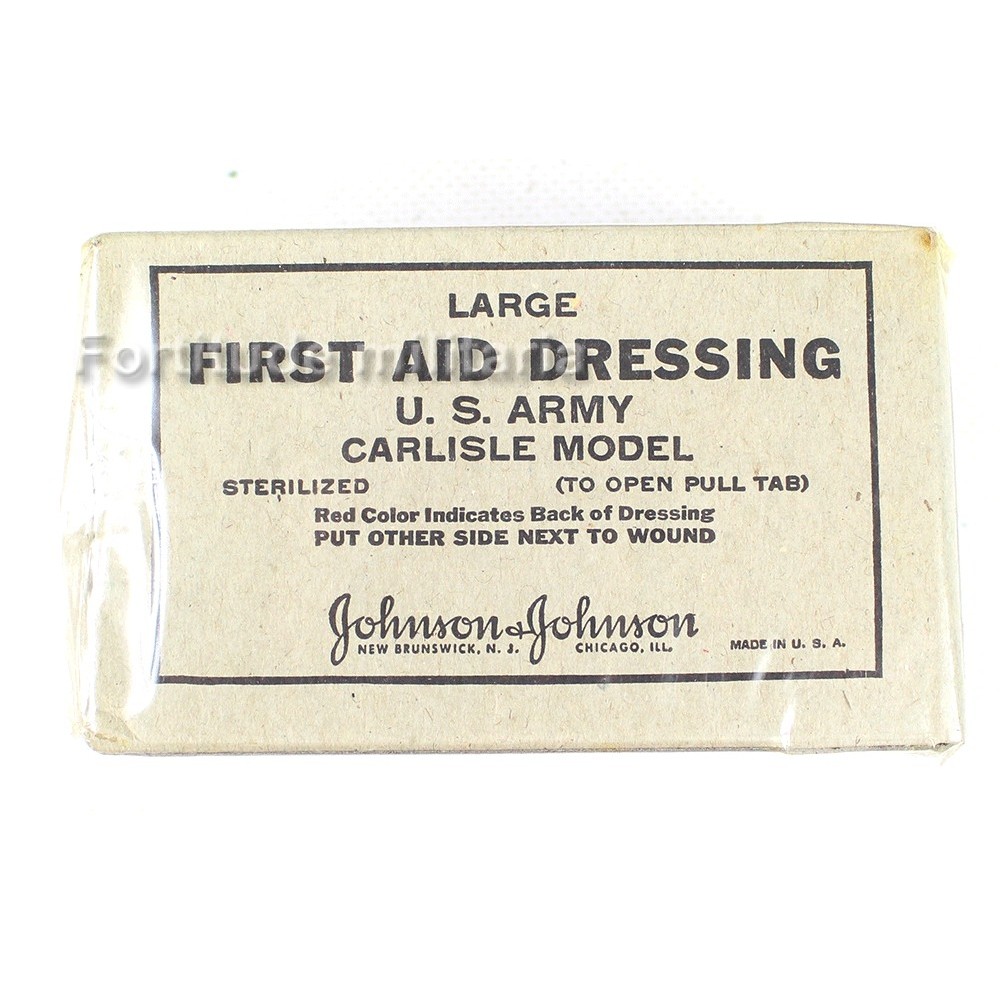 LARGE
FIRST AID DRESSING
U. S. ARMY
CARLISLE MODEL
STERILIZED (TO OPEN PULL TAB)
Red Color Indicates Back of Dressing
PUT OTHER SIDE NEXT TO WOUND
Johnson & Johnson
NEW BRUNSWICK, N. J. CHICAGO, ILL.
MADE IN U. S. A.